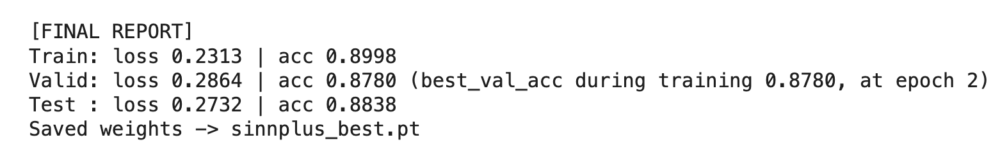 [FINAL REPORT]
Train: loss 0.2313 | acc 0.8998
Valid: loss 0.2864 | acc 0.8780 (best_val_acc during training 0.8780, at epoch 2)
Test : loss 0.2732 | acc 0.8838
Saved weights -> sinnplus_best.pt